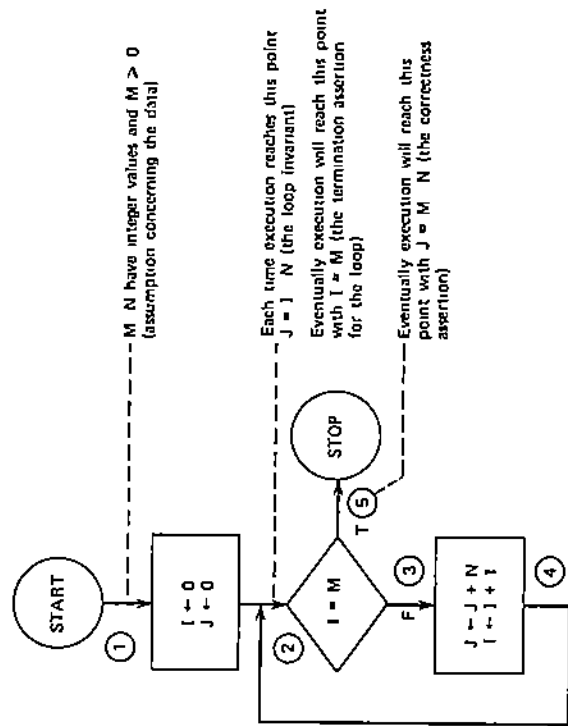 START
1
M N have integer values and M > 0
(assumption concerning the data)
I ← 0
J ← 0
Each time execution reaches this point
J = I N (the loop invariant)
Eventually execution will reach this point
with I = M (the termination assertion
for the loop)
2
I = M
T
5
STOP
Eventually execution will reach this
point with J = M N (the correctness
assertion)
F
3
J ← J + N
I ← I + 1
4